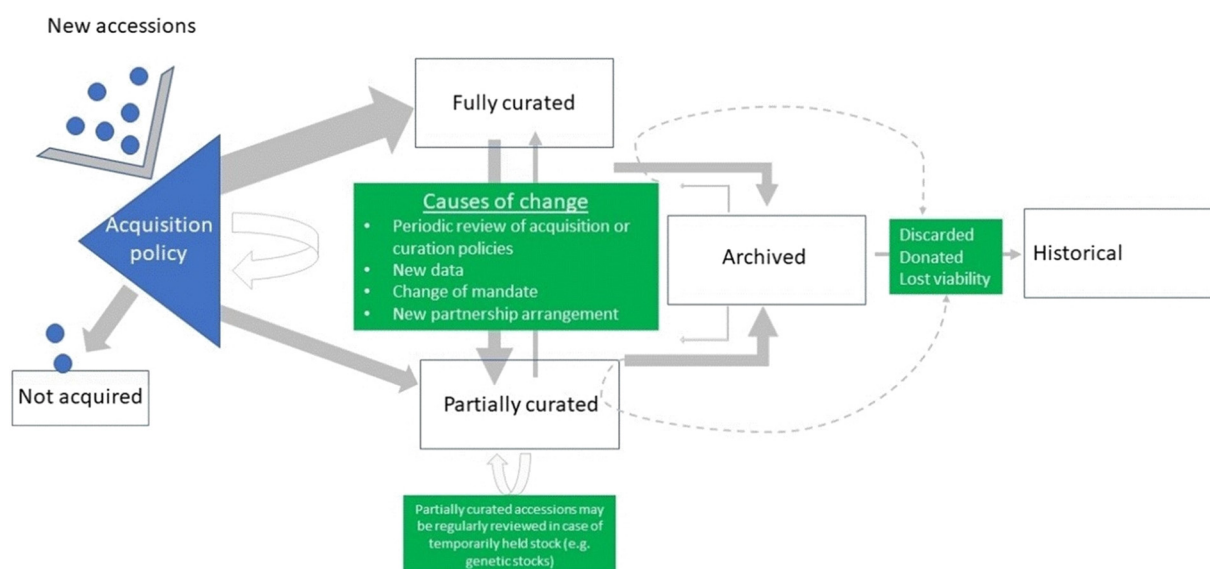 New accessions
Fully curated
Acquisition
policy
Causes of change
• Periodic review of acquisition or
curation policies
• New data
• Change of mandate
• New partnership arrangement
Archived
Discarded
Donated
Lost viability
Historical
Not acquired
Partially curated
Partially curated accessions may
be regularly reviewed in case of
temporarily held stock (e.g.
genetic stocks)